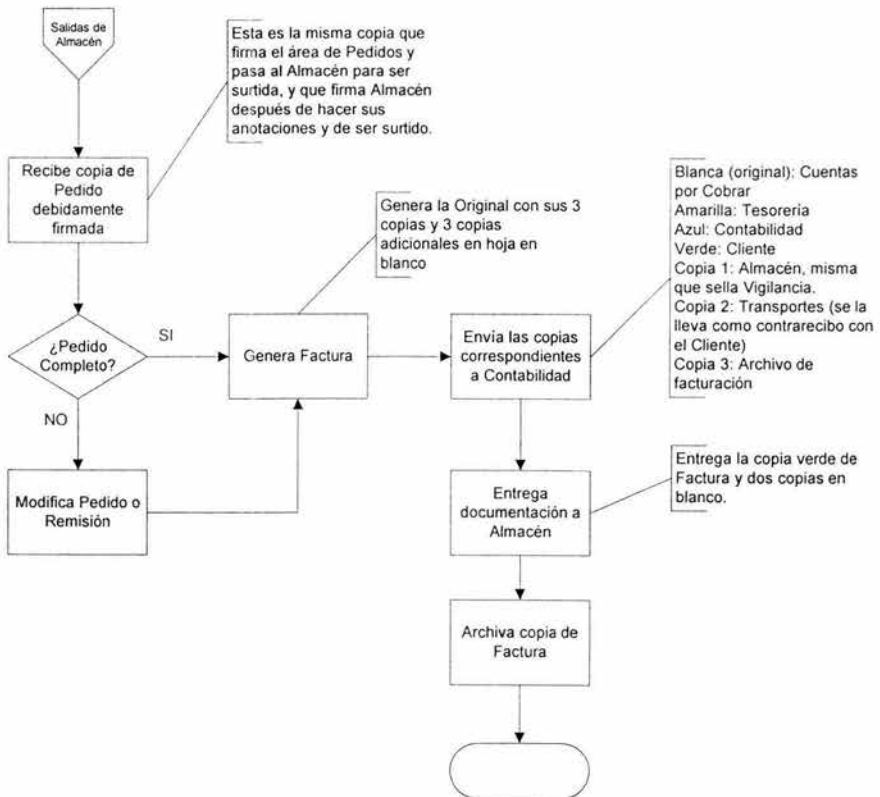 Salidas de
Almacén
Esta es la misma copia que
firma el área de Pedidos y
pasa al Almacén para ser
surtida, y que firma Almacén
después de hacer sus
anotaciones y de ser surtido.
Recibe copia de
Pedido
debidamente
firmada
Genera la Original con sus 3
copias y 3 copias
adicionales en hoja en
blanco
Blanca (original): Cuentas
por Cobrar
Amarilla: Tesorería
Azul: Contabilidad
Verde: Cliente
Copia 1: Almacén, misma
que sella Vigilancia.
Copia 2: Transportes (se la
lleva como contrarecibo con
el Cliente)
Copia 3: Archivo de
facturación
¿Pedido
Completo?
SI
Genera Factura
Envía las copias
correspondientes
a Contabilidad
NO
Modifica Pedido o
Remisión
Entrega
documentación a
Almacén
Entrega la copia verde de
Factura y dos copias en
blanco.
Archiva copia de
Factura